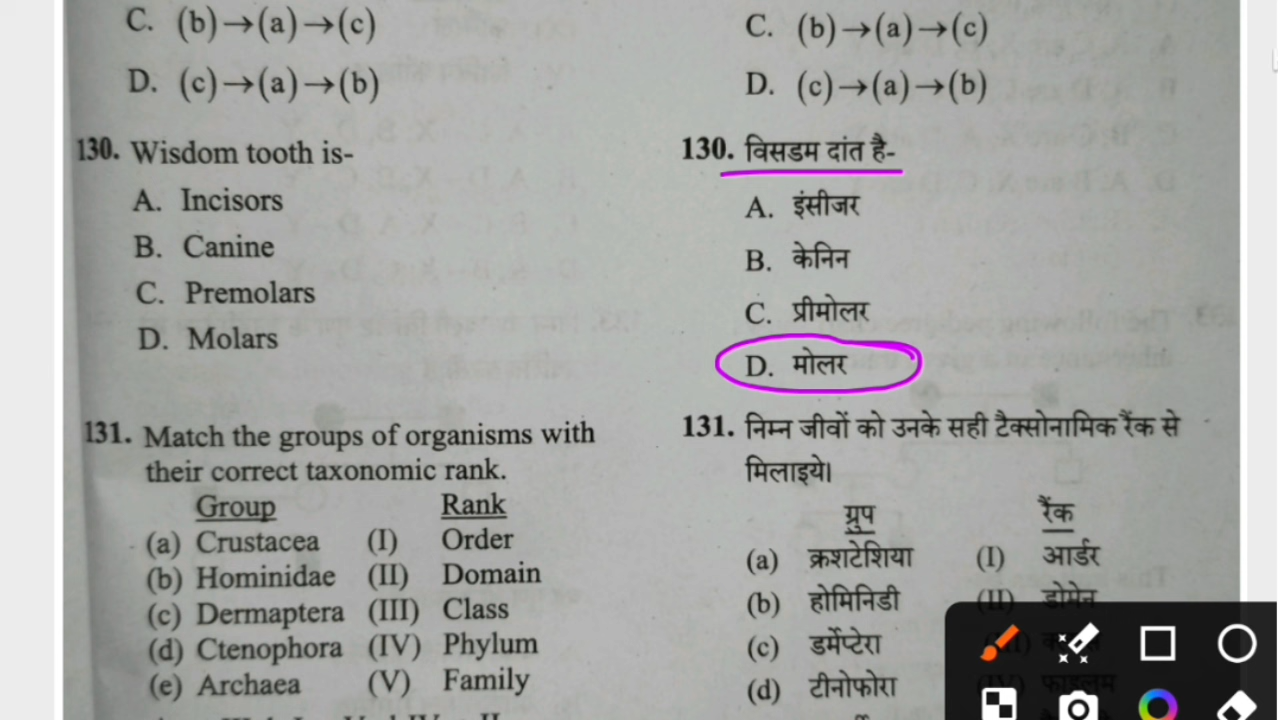 C. (b)→(a)→(c)
D. (c)→(a)→(b)
130. Wisdom tooth is-
A. Incisors
B. Canine
C. Premolars
D. Molars
131. Match the groups of organisms with
their correct taxonomic rank.
Group Rank
(a) Crustacea (I) Order
(b) Hominidae (II) Domain
(c) Dermaptera (III) Class
(d) Ctenophora (IV) Phylum
(e) Archaea (V) Family
C. (b)→(a)→(c)
D. (c)→(a)→(b)
130. विसडम दांत है-
A. इंसीजर
B. केनिन
C. प्रीमोलर
D. मोलर
131. निम्न जीवों को उनके सही टैक्सोनामिक रैंक से
मिलाइये।
ग्रुप रैंक
(a) क्रशटेशिया (I) आर्डर
(b) होमिनिडी (II) डोमेन
(c) डर्मेप्टेरा
(d) टीनोफोरा